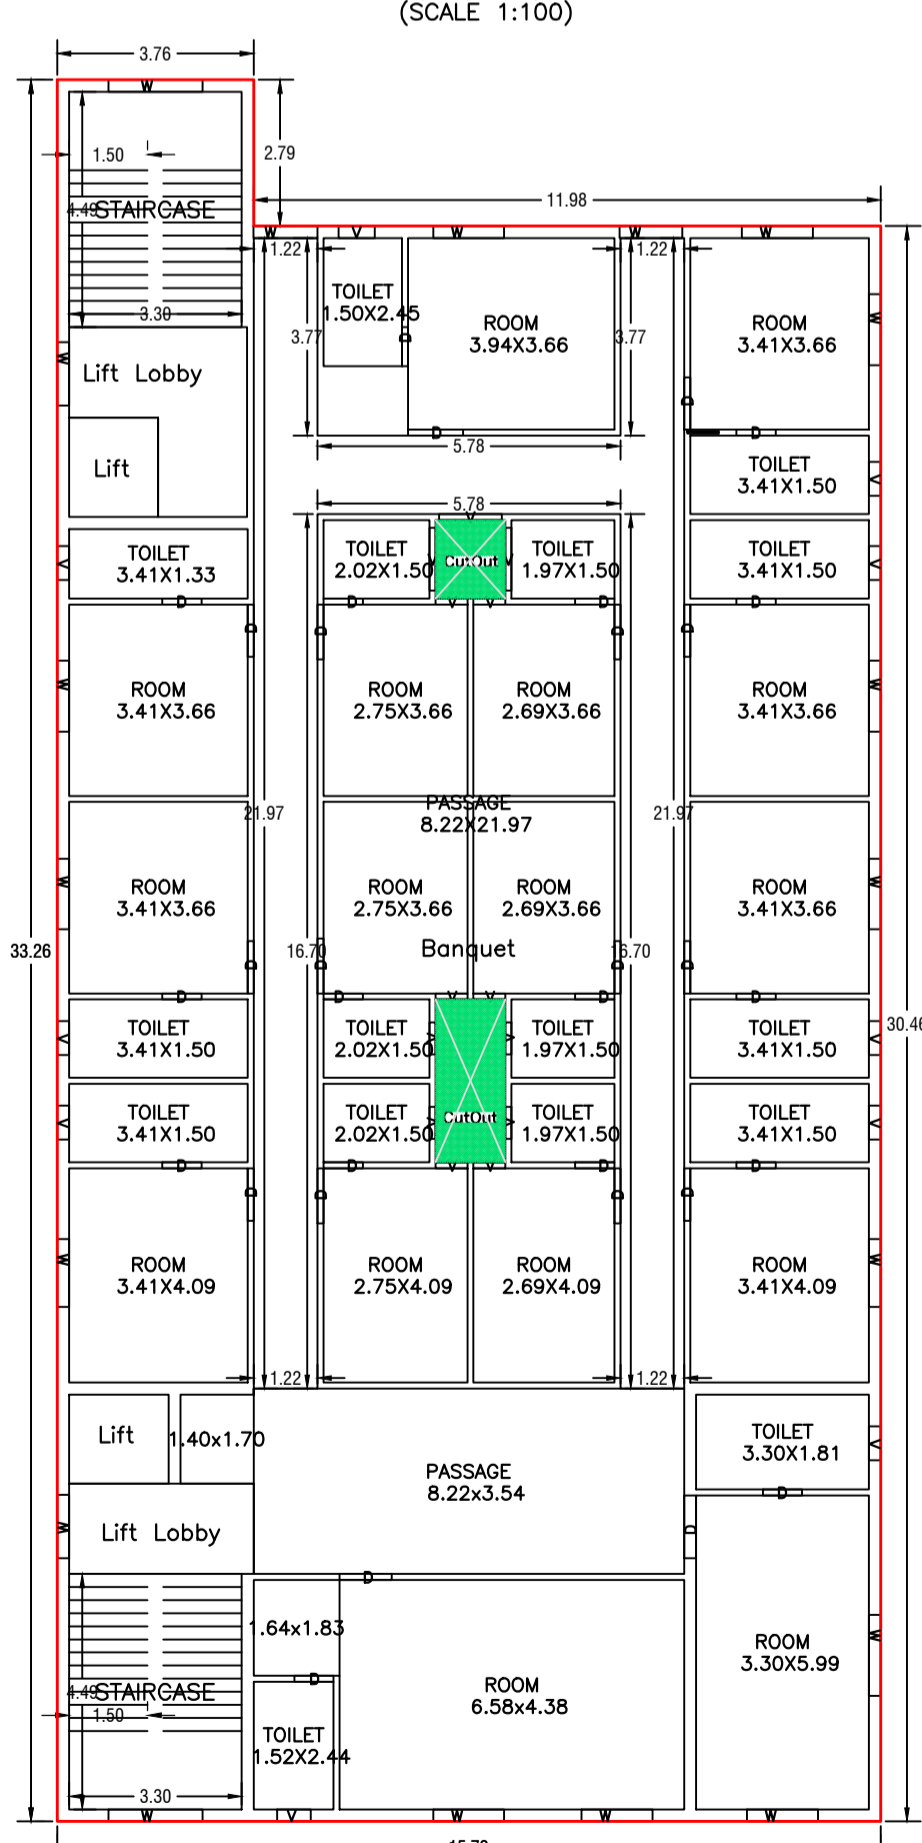 (SCALE 1:100)
3.76
W
1.50
2.79
4.49
STAIRCASE
11.98
W
V
W
W
W
1.22
1.22
TOILET
1.50X2.45
3.30
W
3.77
D
ROOM
3.94X3.66
3.77
ROOM
3.41X3.66
W
Lift Lobby
D
D
D
5.78
Lift
TOILET
3.41X1.50
V
5.78
V
TOILET
3.41X1.33
V
D
TOILET
2.02X1.50
V
D
CutOut
V
V
V
TOILET
1.97X1.50
D
TOILET
3.41X1.50
V
D
D
D
D
D
W
ROOM
3.41X3.66
ROOM
2.75X3.66
ROOM
2.69X3.66
ROOM
3.41X3.66
W
PASSAGE
8.22X21.97
21.97
21.97
W
ROOM
3.41X3.66
ROOM
2.75X3.66
ROOM
2.69X3.66
ROOM
3.41X3.66
W
33.26
16.70
Banquet
16.70
D
D
D
D
D
D
V
V
D
D
30.46
V
TOILET
3.41X1.50
TOILET
2.02X1.50
V
V
TOILET
1.97X1.50
TOILET
3.41X1.50
V
V
TOILET
3.41X1.50
TOILET
2.02X1.50
V
CutOut
V
TOILET
1.97X1.50
TOILET
3.41X1.50
V
D
D
V
V
D
D
D
D
D
D
W
ROOM
3.41X4.09
ROOM
2.75X4.09
ROOM
2.69X4.09
ROOM
3.41X4.09
W
1.22
1.22
Lift
1.40x1.70
TOILET
3.30X1.81
V
PASSAGE
8.22x3.54
D
W
Lift Lobby
D
D
1.64x1.83
D
W
ROOM
3.30X5.99
4.49
STAIRCASE
1.50
ROOM
6.58x4.38
TOILET
1.52X2.44
3.30
W
V
W
W
W